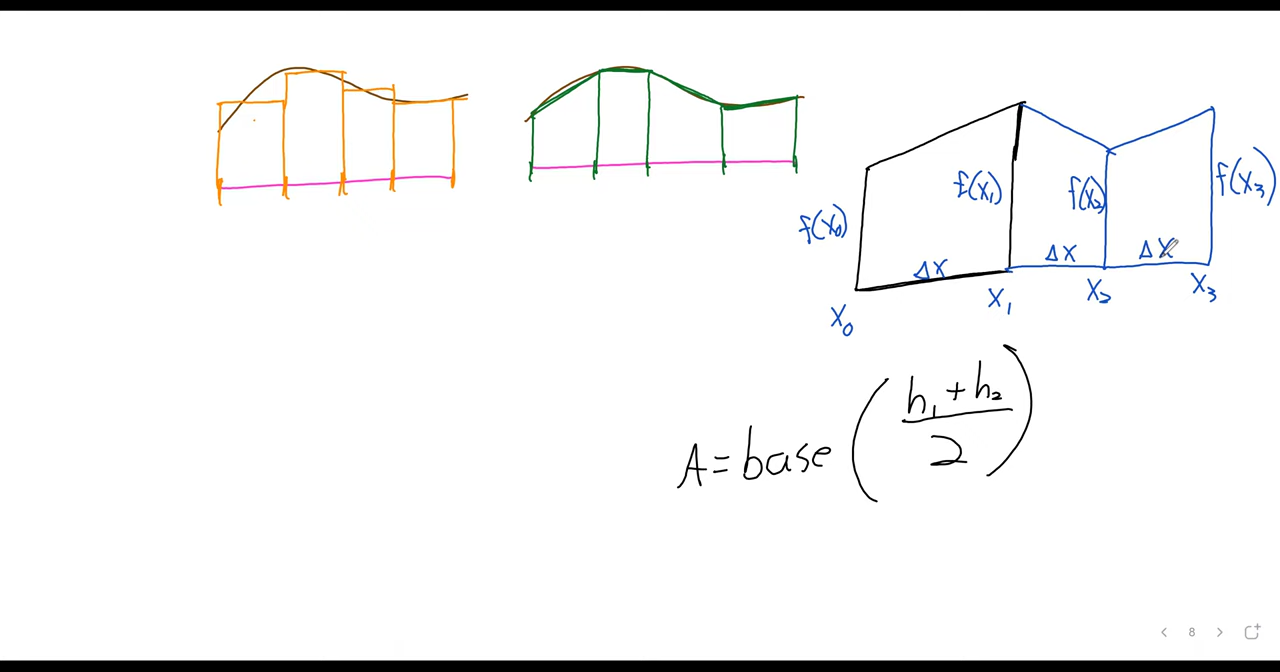 f(x₀) f(x₁) f(x₂) f(x₃)
Δx Δx Δx
x₀ x₁ x₂ x₃
A = base ( (h₁ + h₂) / 2 )
8